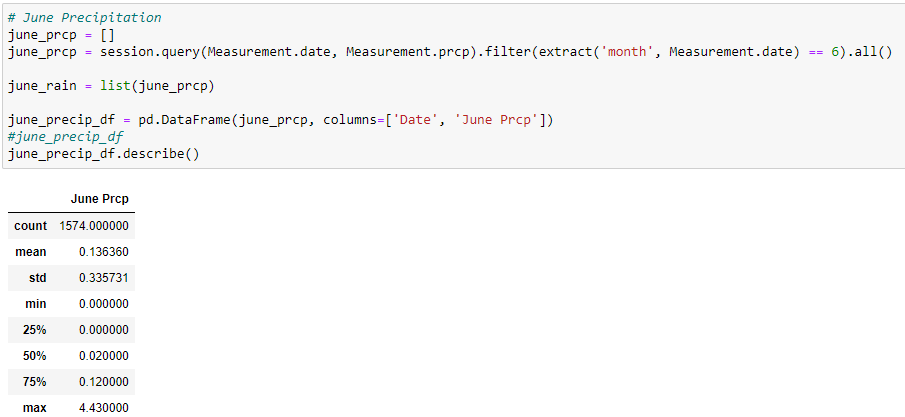 # June Precipitation
june_prcp = []
june_prcp = session.query(Measurement.date, Measurement.prcp).filter(extract('month', Measurement.date) == 6).all()
june_rain = list(june_prcp)
june_precip_df = pd.DataFrame(june_prcp, columns=['Date', 'June Prcp'])
#june_precip_df
june_precip_df.describe()
June Prcp
count 1574.000000
mean 0.136360
std 0.335731
min 0.000000
25% 0.000000
50% 0.020000
75% 0.120000
max 4.430000